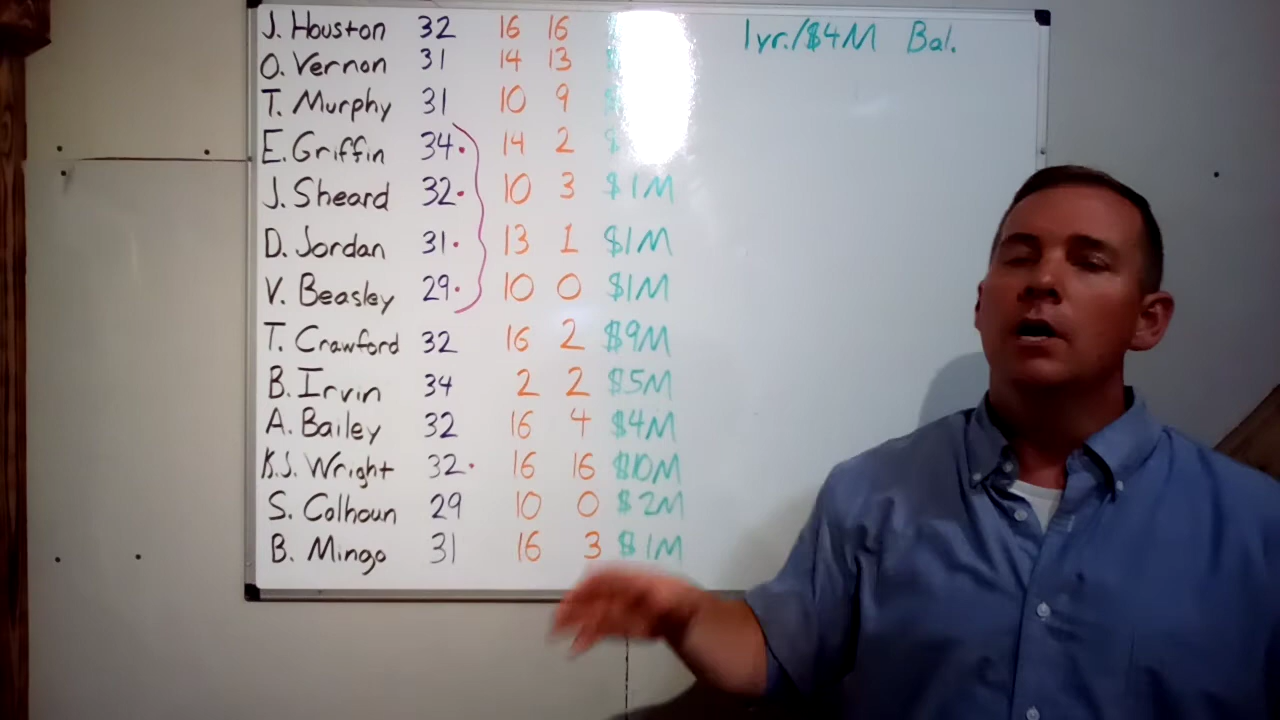 J. Houston 32 16 16 1yr./$4M Bal.
O. Vernon 31 14 13 $
T. Murphy 31 10 9 $
E. Griffin 34. 14 2 $
J. Sheard 32. 10 3 $1M
D. Jordan 31. 13 1 $1M
V. Beasley 29. 10 0 $1M
T. Crawford 32 16 2 $9M
B. Irvin 34 2 2 $5M
A. Bailey 32 16 4 $4M
K.J. Wright 32. 16 16 $10M
S. Calhoun 29 10 0 $2M
B. Mingo 31 16 3 $1M